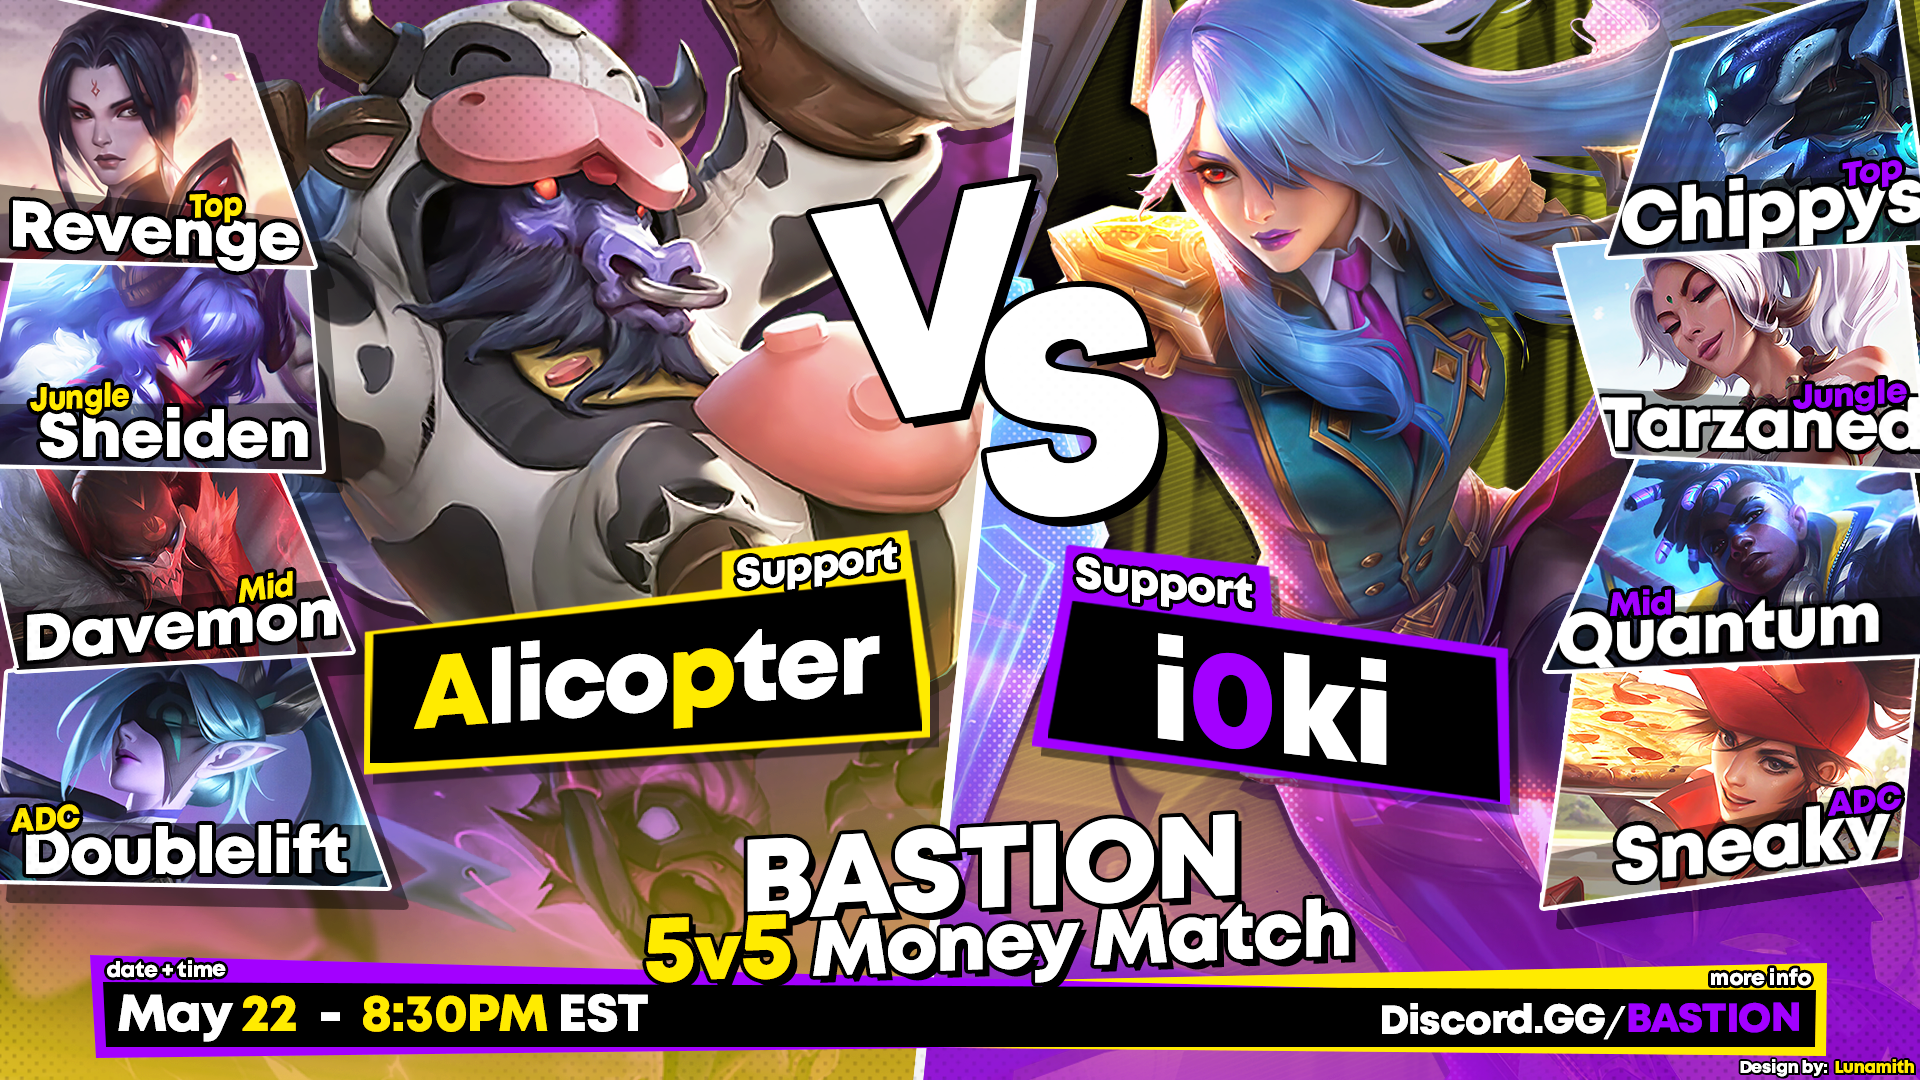 Top
Revenge
Jungle
Sheiden
Mid
Davemon
ADC
Doublelift
VS
Support
Alicopter
Support
i0ki
Top
Chippys
Jungle
Tarzaned
Mid
Quantum
ADC
Sneaky
BASTION
5v5 Money Match
date + time
May 22 - 8:30PM EST
more info
Discord.GG/BASTION
Design by: Lunamith